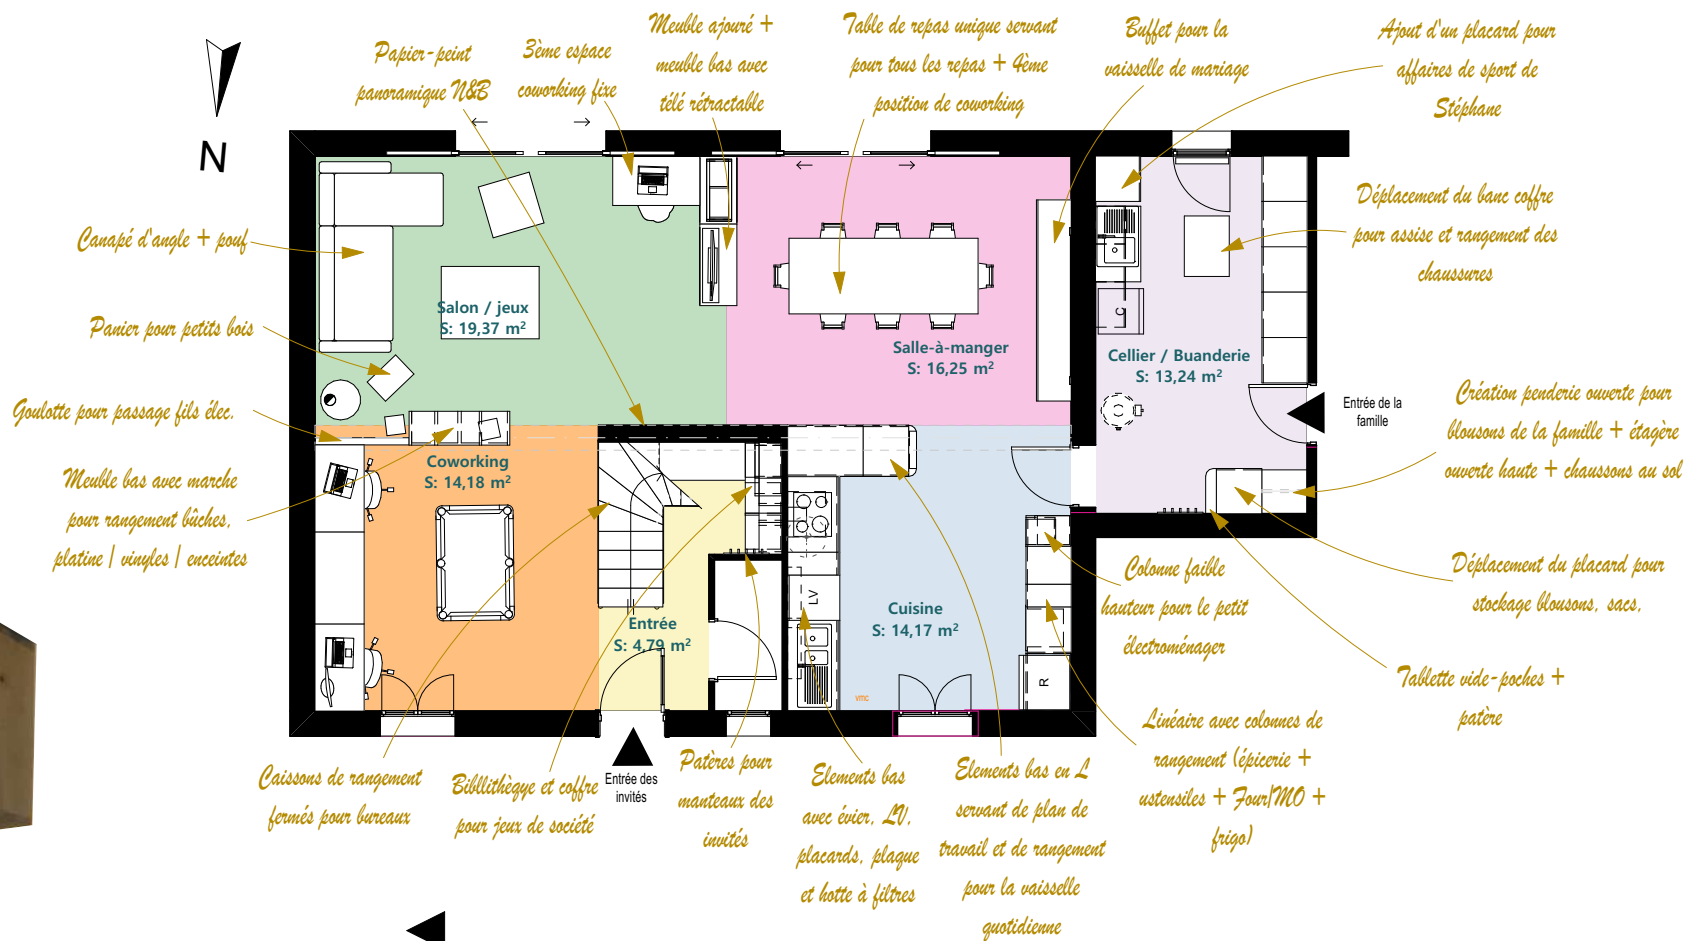 Papier-peint
panoramique N&B
3ème espace
coworking fixe
Meuble ajouré +
meuble bas avec
télé rétractable
Table de repas unique servant
pour tous les repas + 4ème
position de coworking
Buffet pour la
vaisselle de mariage
Ajout d'un placard pour
affaires de sport de
Stéphane
N
Canapé d'angle + pouf
Panier pour petits bois
Goulotte pour passage fils élec.
Meuble bas avec marche
pour rangement bûches,
platine / vinyles / enceintes
Salon / jeux
S: 19,37 m²
Salle-à-manger
S: 16,25 m²
C
Cellier / Buanderie
S: 13,24 m²
Déplacement du banc coffre
pour assise et rangement des
chaussures
Entrée de la
famille
Création penderie ouverte pour
blousons de la famille + étagère
ouverte haute + chaussons au sol
Coworking
S: 14,18 m²
Entrée
S: 4,79 m²
LV
Cuisine
S: 14,17 m²
R
VMC
Colonne faible
hauteur pour le petit
électroménager
Déplacement du placard pour
stockage blousons, sacs,
Tablette vide-poches +
patère
Linéaire avec colonnes de
rangement (épicerie +
ustensiles + Four/MO +
frigo)
Caissons de rangement
fermés pour bureaux
Bibllithèqye et coffre
pour jeux de société
Entrée des
invités
Patères pour
manteaux des
invités
Elements bas
avec évier, LV,
placards, plaque
et hotte à filtres
Elements bas en L
servant de plan de
travail et de rangement
pour la vaisselle
quotidienne